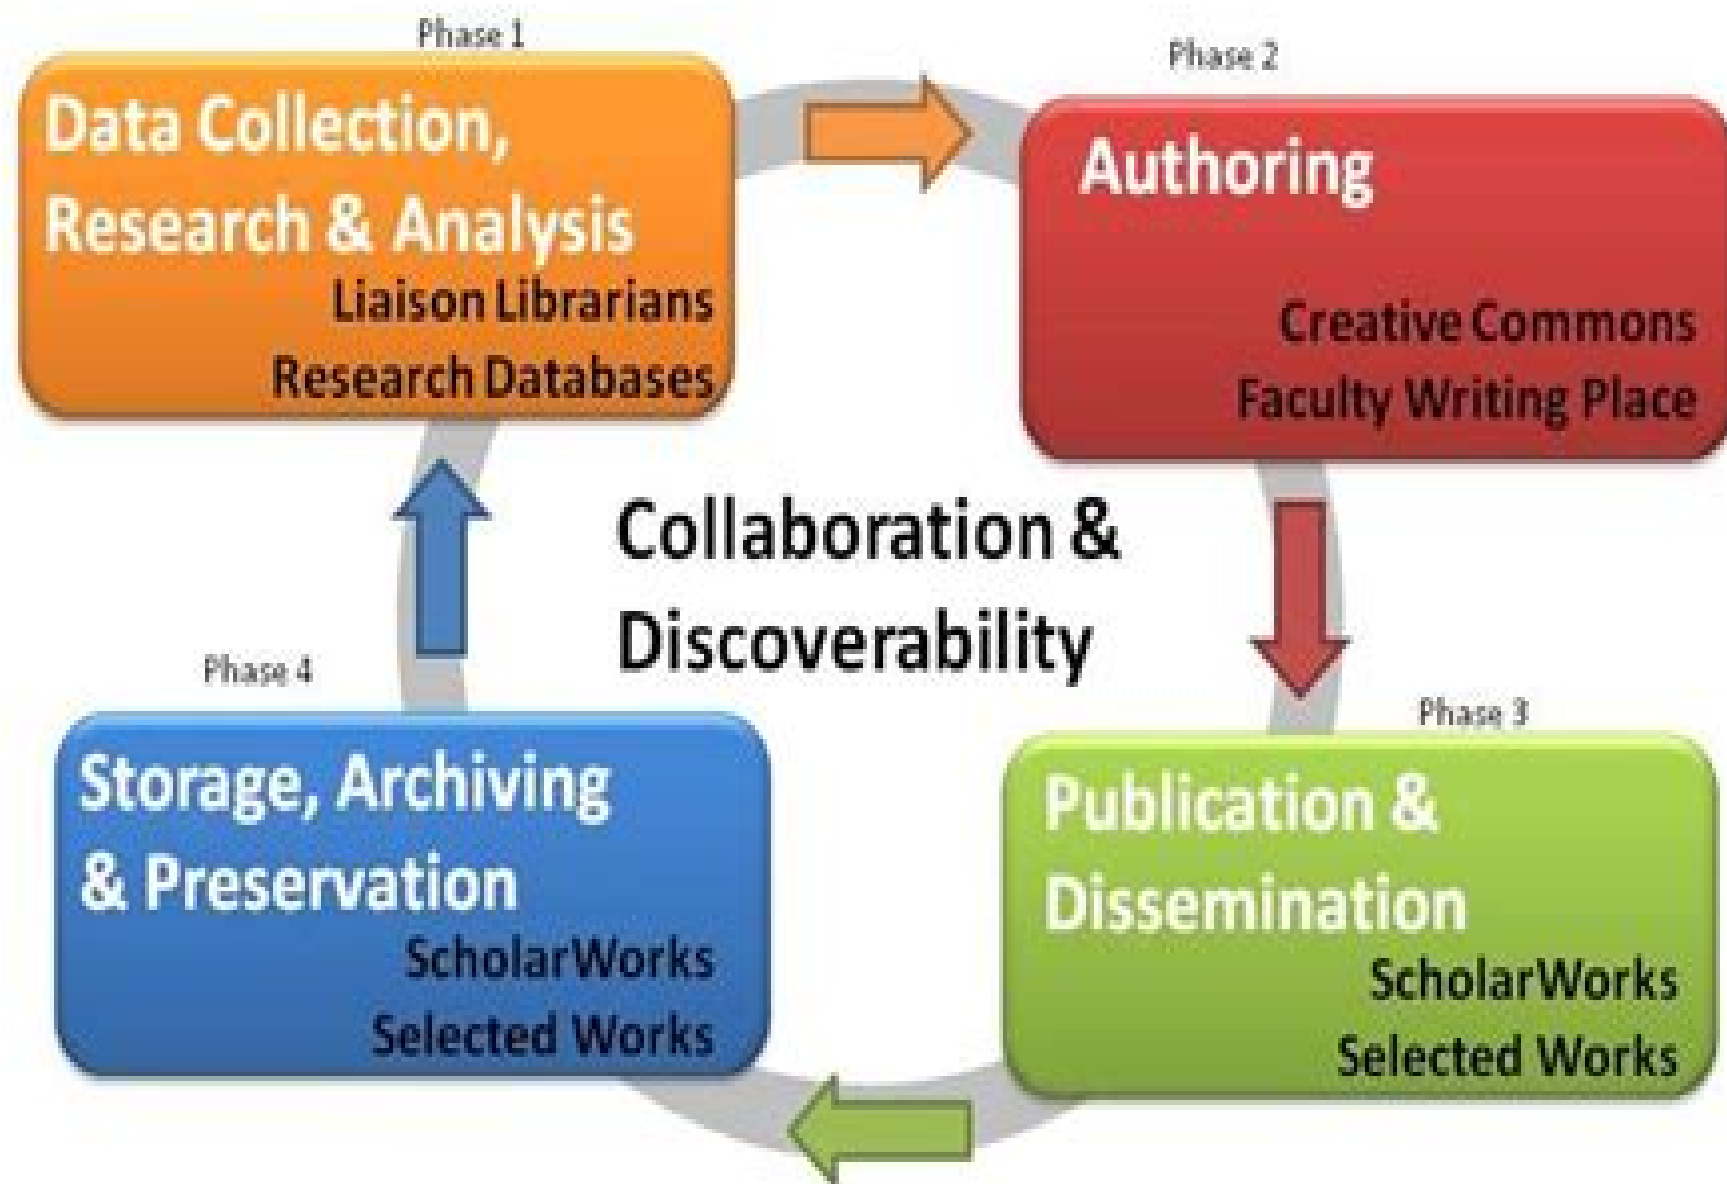 Phase 1
Data Collection,
Research & Analysis
Liaison Librarians
Research Databases
Phase 2
Authoring
Creative Commons
Faculty Writing Place
Collaboration &
Discoverability
Phase 3
Publication &
Dissemination
ScholarWorks
Selected Works
Phase 4
Storage, Archiving
& Preservation
ScholarWorks
Selected Works